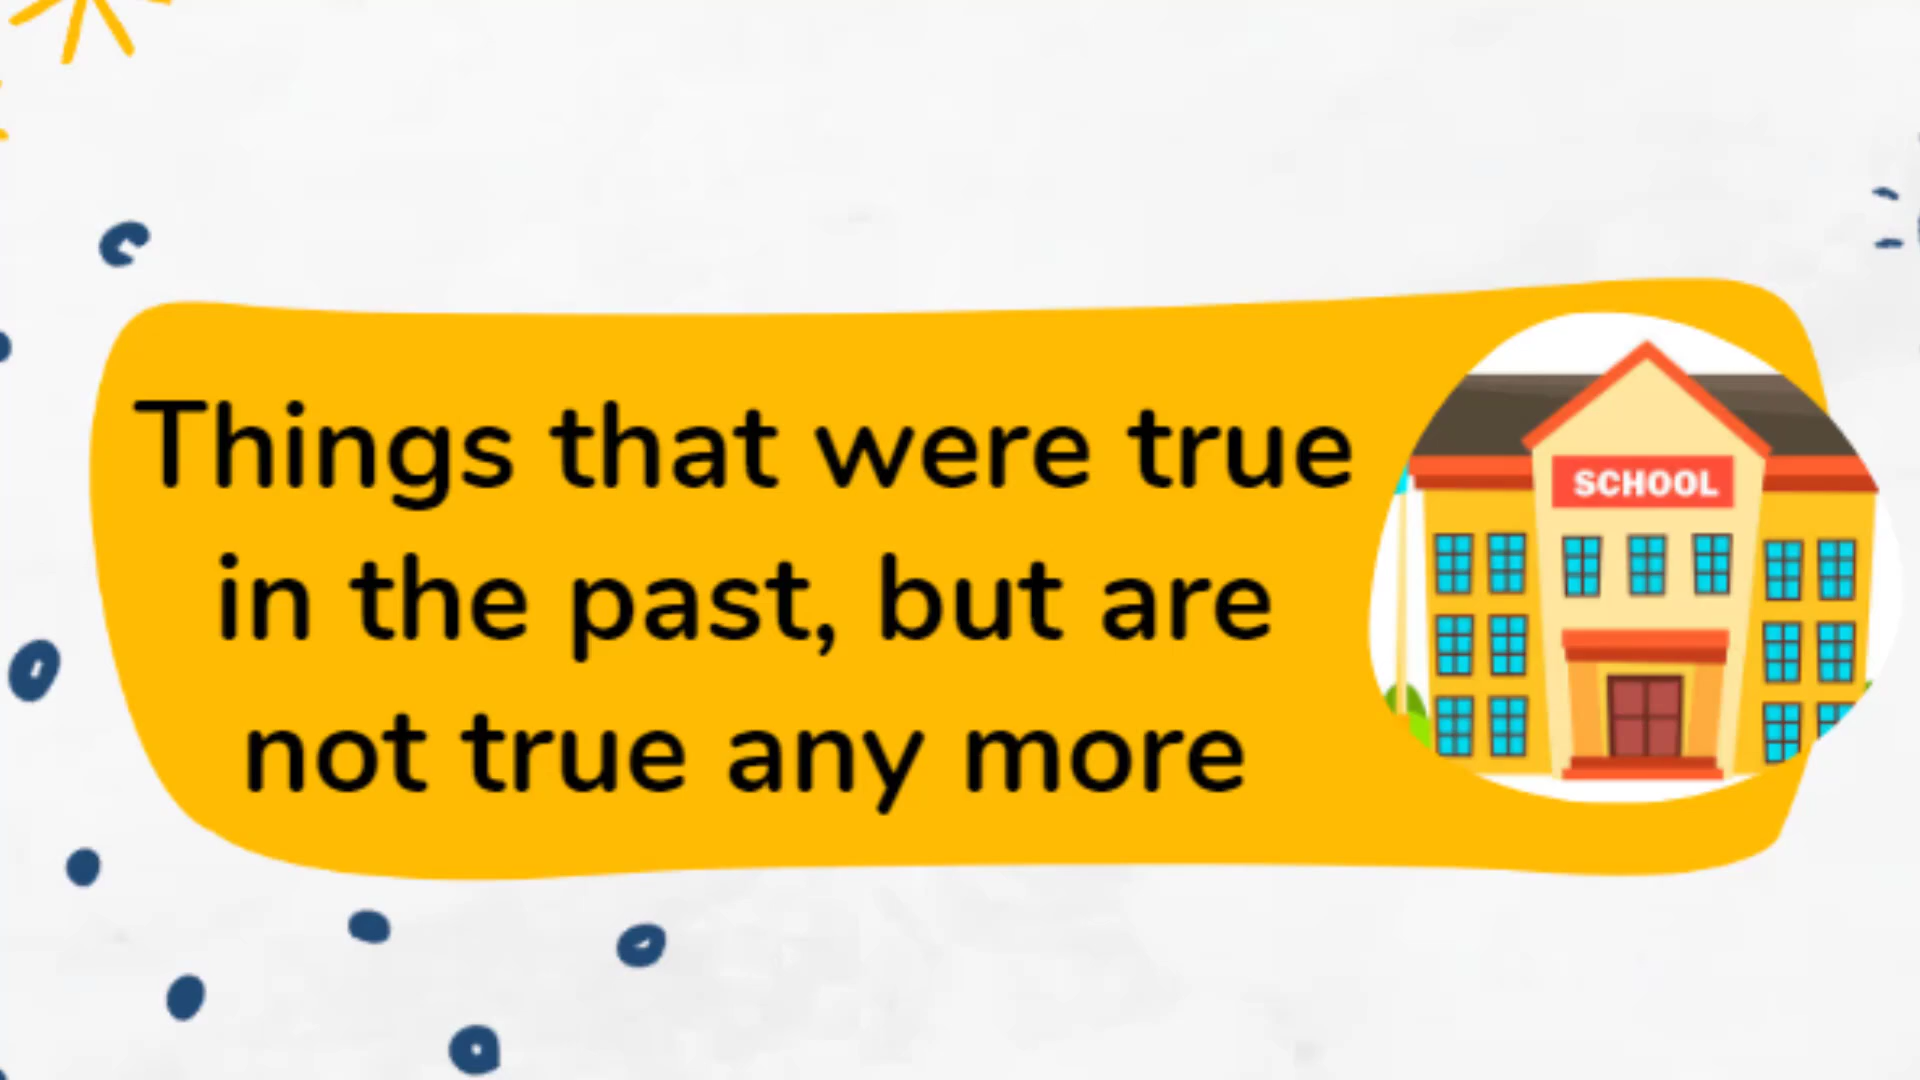 Things that were true
in the past, but are
not true any more
SCHOOL